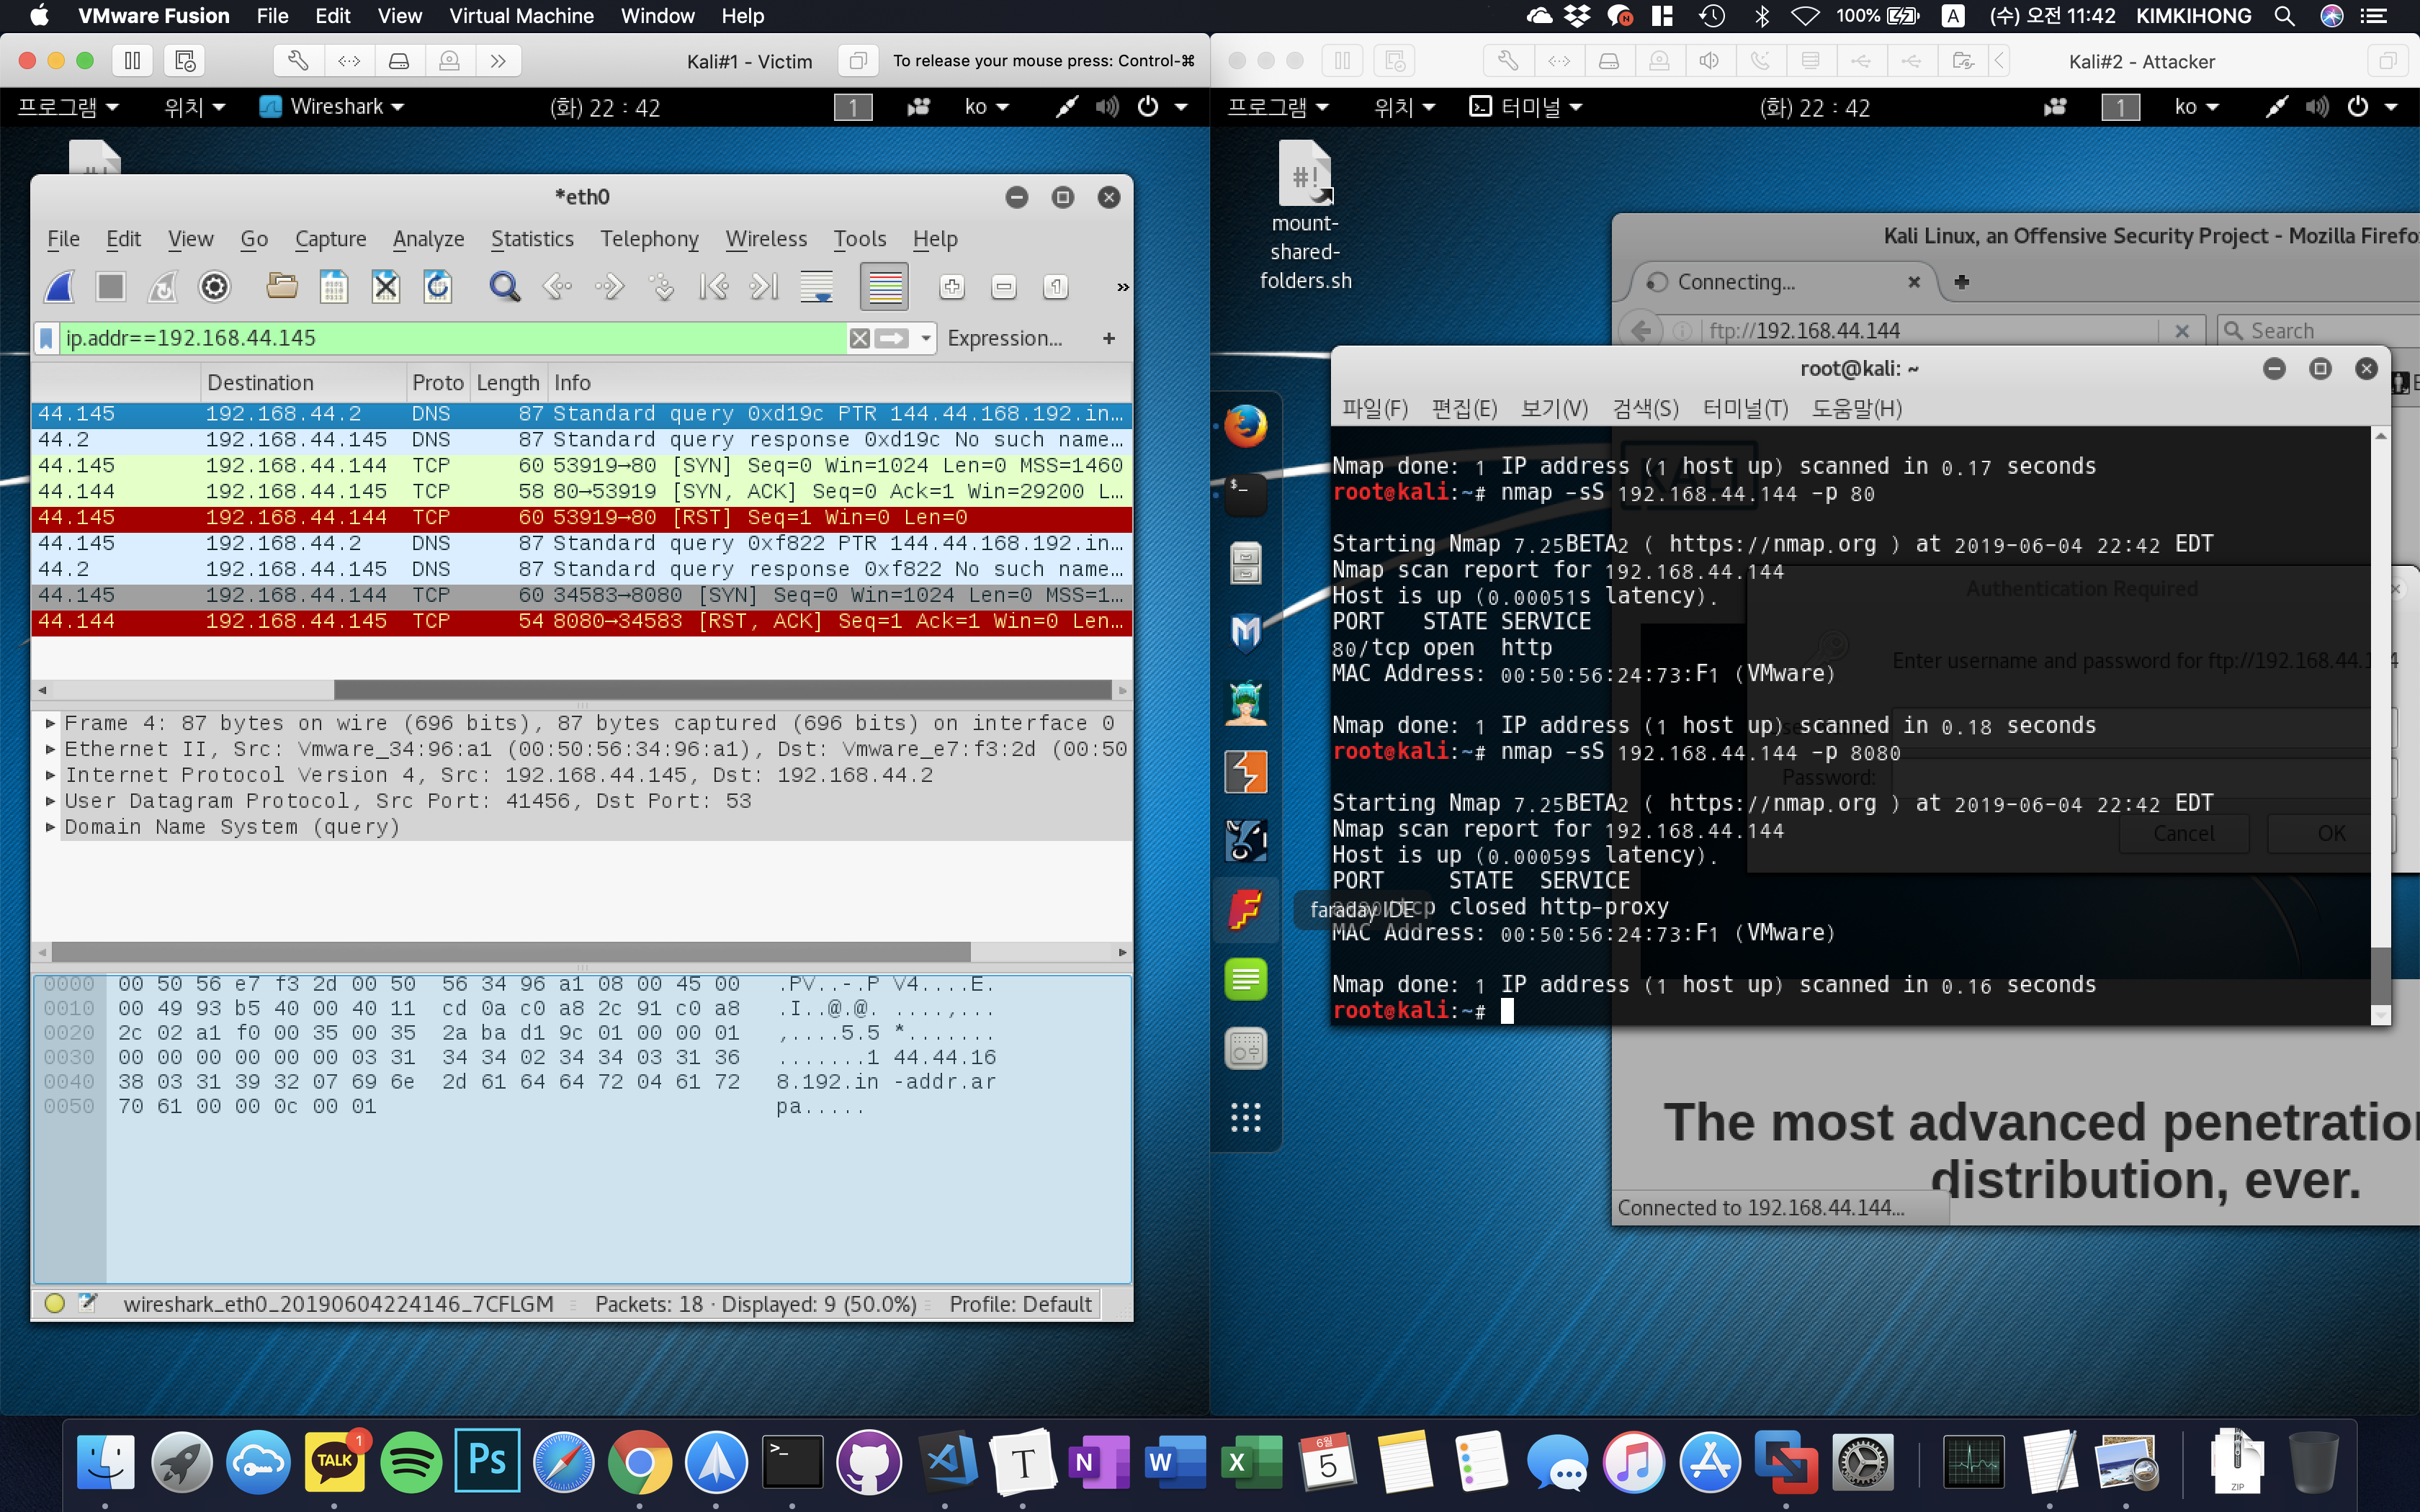 VMware Fusion File Edit View Virtual Machine Window Help
100% A (수) 오전 11:42 KIMKIHONG
Kali#1 - Victim To release your mouse press: Control-⌘
프로그램 위치 Wireshark (화) 22 : 42 1 ko
*eth0
File Edit View Go Capture Analyze Statistics Telephony Wireless Tools Help
ip.addr==192.168.44.145 Expression... +
Destination Proto Length Info
44.145 192.168.44.2 DNS 87 Standard query 0xd19c PTR 144.44.168.192.in...
44.2 192.168.44.145 DNS 87 Standard query response 0xd19c No such name...
44.145 192.168.44.144 TCP 60 53919→80 [SYN] Seq=0 Win=1024 Len=0 MSS=1460
44.144 192.168.44.145 TCP 58 80→53919 [SYN, ACK] Seq=0 Ack=1 Win=29200 L...
44.145 192.168.44.144 TCP 60 53919→80 [RST] Seq=1 Win=0 Len=0
44.145 192.168.44.2 DNS 87 Standard query 0xf822 PTR 144.44.168.192.in...
44.2 192.168.44.145 DNS 87 Standard query response 0xf822 No such name...
44.145 192.168.44.144 TCP 60 34583→8080 [SYN] Seq=0 Win=1024 Len=0 MSS=1...
44.144 192.168.44.145 TCP 54 8080→34583 [RST, ACK] Seq=1 Ack=1 Win=0 Len...
Frame 4: 87 bytes on wire (696 bits), 87 bytes captured (696 bits) on interface 0
Ethernet II, Src: Vmware_34:96:a1 (00:50:56:34:96:a1), Dst: Vmware_e7:f3:2d (00:50
Internet Protocol Version 4, Src: 192.168.44.145, Dst: 192.168.44.2
User Datagram Protocol, Src Port: 41456, Dst Port: 53
Domain Name System (query)
0000 00 50 56 e7 f3 2d 00 50 56 34 96 a1 08 00 45 00 .PV..-.P V4....E.
0010 00 49 93 b5 40 00 40 11 cd 0a c0 a8 2c 91 c0 a8 .I..@.@. ....,...
0020 2c 02 a1 f0 00 35 00 35 2a ba d1 9c 01 00 00 01 ,....5.5 *.......
0030 00 00 00 00 00 00 03 31 34 34 02 34 34 03 31 36 .......1 44.44.16
0040 38 03 31 39 32 07 69 6e 2d 61 64 64 72 04 61 72 8.192.in -addr.ar
0050 70 61 00 00 0c 00 01 pa.....
wireshark_eth0_20190604224146_7CFLGM Packets: 18 · Displayed: 9 (50.0%) Profile: Default
Kali#2 - Attacker
프로그램 위치 터미널 (화) 22 : 42 1 ko
#!
mount-
shared-
folders.sh
Kali Linux, an Offensive Security Project - Mozilla Firefo
Connecting...
ftp://192.168.44.144 Search
root@kali: ~
파일(F) 편집(E) 보기(V) 검색(S) 터미널(T) 도움말(H)
Nmap done: 1 IP address (1 host up) scanned in 0.17 seconds
root@kali:~# nmap -sS 192.168.44.144 -p 80
Starting Nmap 7.25BETA2 ( https://nmap.org ) at 2019-06-04 22:42 EDT
Nmap scan report for 192.168.44.144
Host is up (0.00051s latency).
PORT STATE SERVICE
80/tcp open http
MAC Address: 00:50:56:24:73:F1 (VMware)
Nmap done: 1 IP address (1 host up) scanned in 0.18 seconds
root@kali:~# nmap -sS 192.168.44.144 -p 8080
Starting Nmap 7.25BETA2 ( https://nmap.org ) at 2019-06-04 22:42 EDT
Nmap scan report for 192.168.44.144
Host is up (0.00059s latency).
PORT STATE SERVICE
closed http-proxy
MAC Address: 00:50:56:24:73:F1 (VMware)
Nmap done: 1 IP address (1 host up) scanned in 0.16 seconds
root@kali:~#
faraday IDE
Authentication Required
Enter username and password for ftp://192.168.44.1
Password:
Cancel OK
The most advanced penetratio
distribution, ever.
Connected to 192.168.44.144...
TALK 1 Ps >_ T N W X 6월 5 ZIP